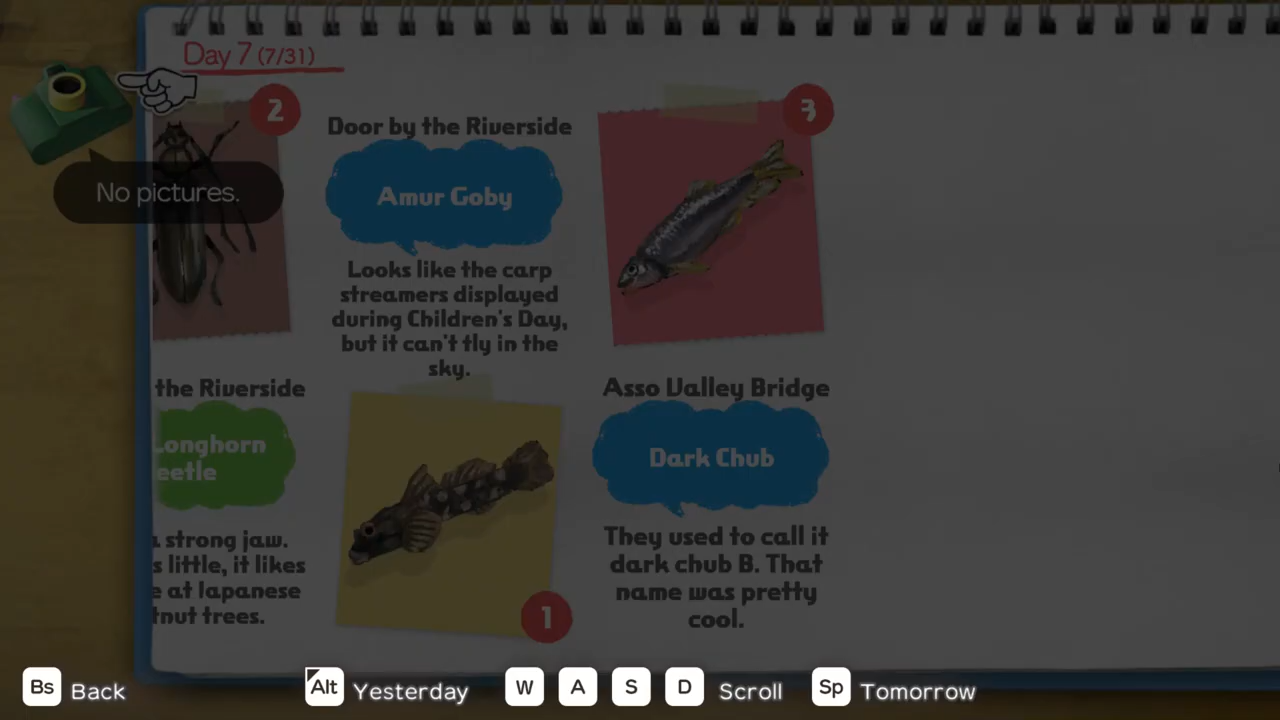 Day 7 (7/31)
No pictures.
2
the Riverside
Longhorn
eetle
a strong jaw.
s little, it likes
e at Japanese
tnut trees.
Door by the Riverside
Amur Goby
Looks like the carp
streamers displayed
during Children's Day,
but it can't fly in the
sky.
1
3
Asso Valley Bridge
Dark Chub
They used to call it
dark chub B. That
name was pretty
cool.
Bs Back
Alt Yesterday
W A S D Scroll
Sp Tomorrow